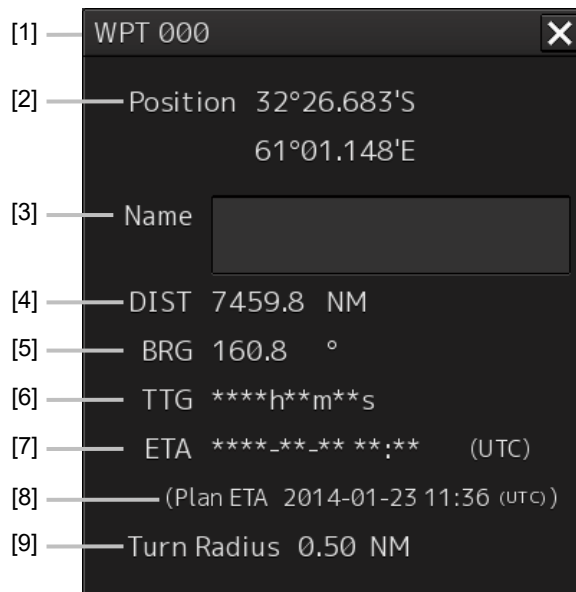 [1] WPT 000
[2] Position 32°26.683'S
61°01.148'E
[3] Name
[4] DIST 7459.8 NM
[5] BRG 160.8 °
[6] TTG ****h**m**s
[7] ETA ****-**-** **:** (UTC)
[8] (Plan ETA 2014-01-23 11:36 (UTC))
[9] Turn Radius 0.50 NM